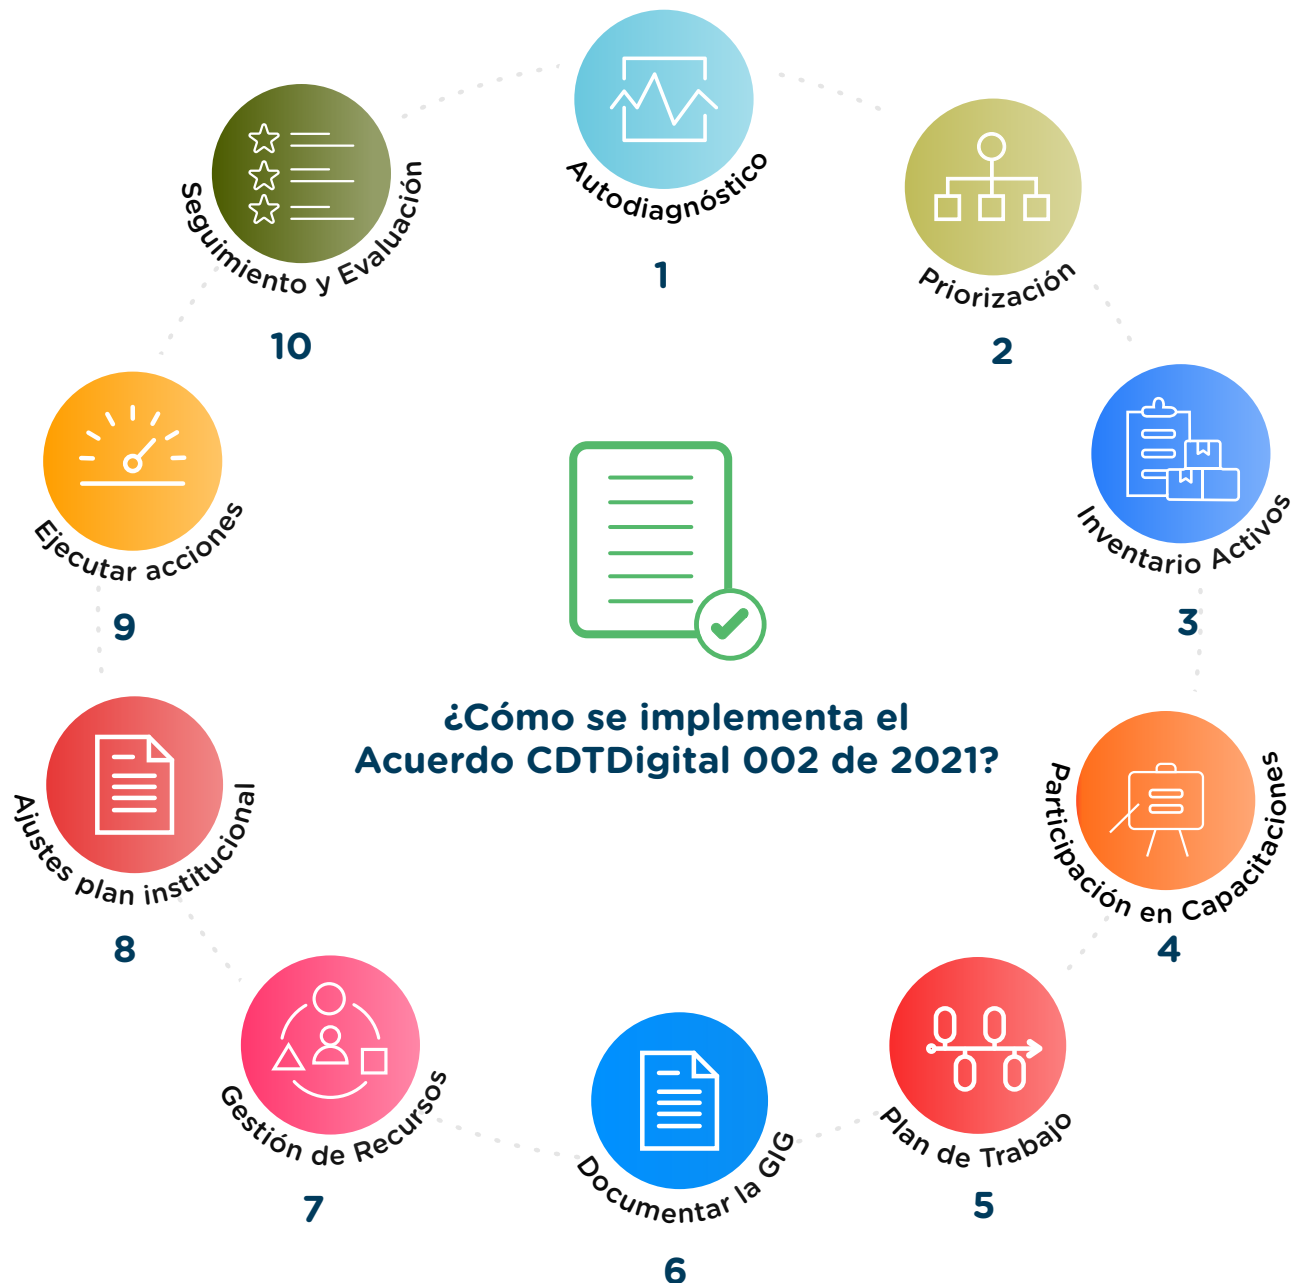 Autodiagnóstico
1
Priorización
2
Inventario Activos
3
Participación en Capacitaciones
4
Plan de Trabajo
5
Documentar la GIG
6
Gestión de Recursos
7
Ajustes plan institucional
8
Ejecutar acciones
9
Seguimiento y Evaluación
10
¿Cómo se implementa el
Acuerdo CDTDigital 002 de 2021?